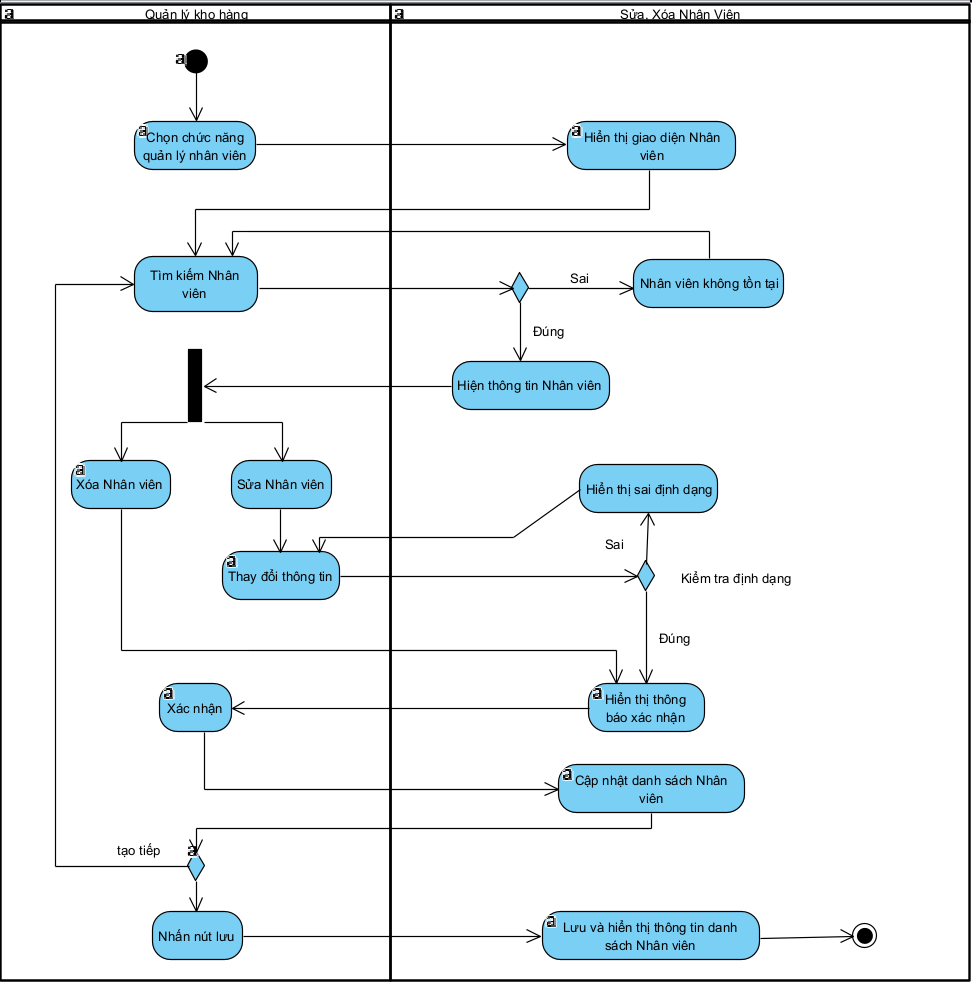 Quản lý kho hàng
Sửa, Xóa Nhân Viên
Chọn chức năng
quản lý nhân viên
Hiển thị giao diện Nhân
viên
Tìm kiếm Nhân
viên
Sai
Nhân viên không tồn tại
Đúng
Hiện thông tin Nhân viên
Xóa Nhân viên
Sửa Nhân viên
Hiển thị sai định dạng
Sai
Thay đổi thông tin
Kiểm tra định dạng
Đúng
Xác nhận
Hiển thị thông
báo xác nhận
Cập nhật danh sách Nhân
viên
tạo tiếp
Nhấn nút lưu
Lưu và hiển thị thông tin danh
sách Nhân viên